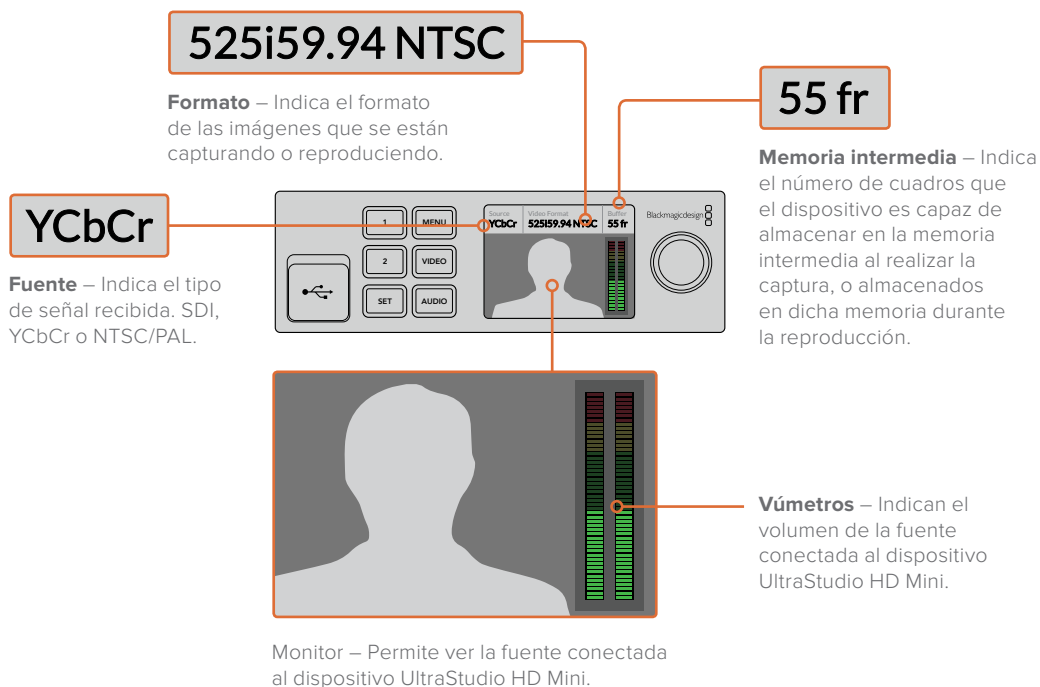 525i59.94 NTSC
Formato – Indica el formato
de las imágenes que se están
capturando o reproduciendo.
55 fr
Memoria intermedia – Indica
el número de cuadros que
el dispositivo es capaz de
almacenar en la memoria
intermedia al realizar la
captura, o almacenados
en dicha memoria durante
la reproducción.
YCbCr
Fuente – Indica el tipo
de señal recibida. SDI,
YCbCr o NTSC/PAL.
1
MENU
2
VIDEO
SET
AUDIO
Source
YCbCr
Video Format
525I59.94 NTSC
Buffer
55 fr
Blackmagicdesign
Vúmetros – Indican el
volumen de la fuente
conectada al dispositivo
UltraStudio HD Mini.
Monitor – Permite ver la fuente conectada
al dispositivo UltraStudio HD Mini.